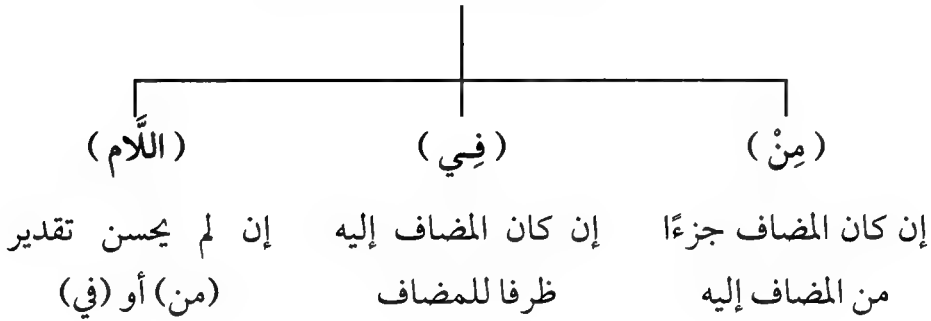 ( مِنْ )
إن كان المضاف جزءًا
من المضاف إليه
( فِي )
إن كان المضاف إليه
ظرفا للمضاف
( اللَّام )
إن لم يحسن تقدير
(من) أو (في)